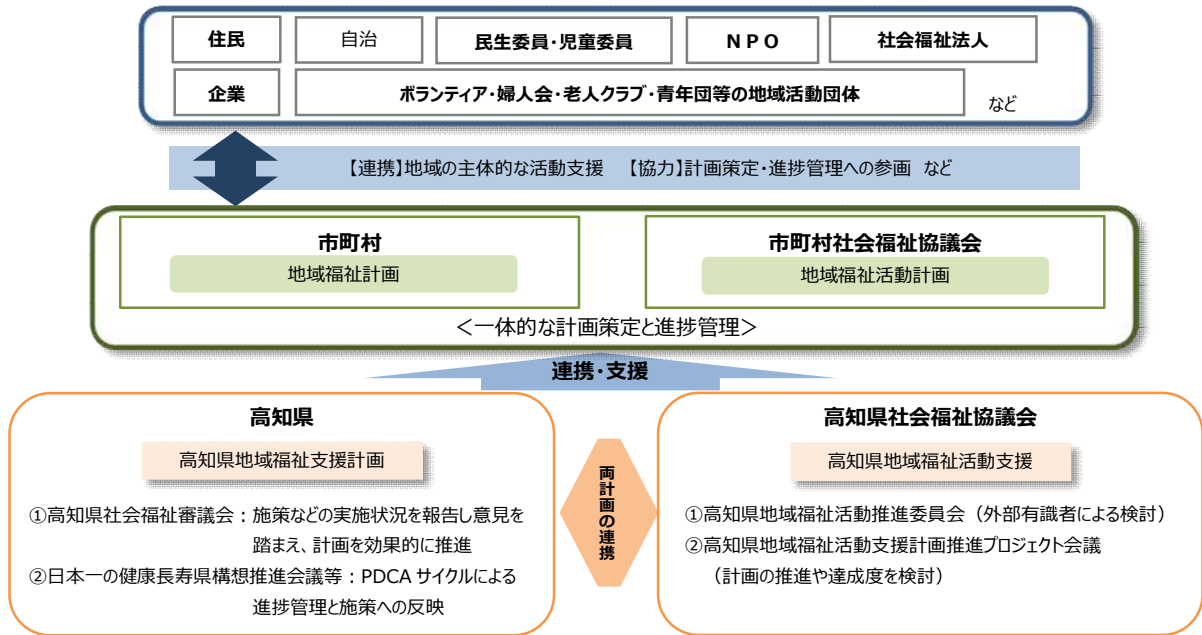 住民 自治 民生委員・児童委員 NPO 社会福祉法人
企業 ボランティア・婦人会・老人クラブ・青年団等の地域活動団体 など
【連携】地域の主体的な活動支援 【協力】計画策定・進捗管理への参画 など
市町村
地域福祉計画
市町村社会福祉協議会
地域福祉活動計画
＜一体的な計画策定と進捗管理＞
連携・支援
高知県
高知県地域福祉支援計画
①高知県社会福祉審議会：施策などの実施状況を報告し意見を
踏まえ、計画を効果的に推進
②日本一の健康長寿県構想推進会議等：PDCAサイクルによる
進捗管理と施策への反映
両計画の連携
高知県社会福祉協議会
高知県地域福祉活動支援
①高知県地域福祉活動推進委員会（外部有識者による検討）
②高知県地域福祉活動支援計画推進プロジェクト会議
（計画の推進や達成度を検討）